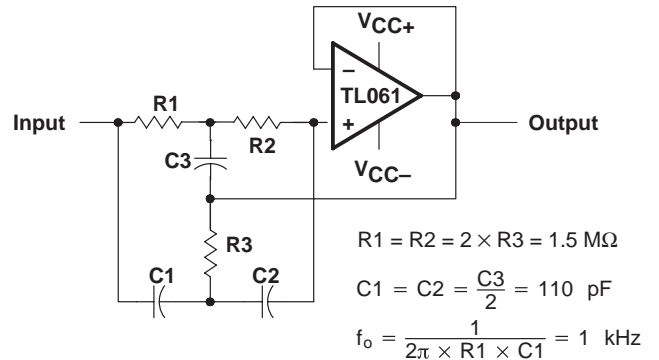 VCC+
−
TL061
+
VCC−
Input
R1
R2
C3
Output
R3
C1
C2
R1 = R2 = 2 × R3 = 1.5 MΩ
C1 = C2 = C3/2 = 110 pF
fo = 1/(2π × R1 × C1) = 1 kHz